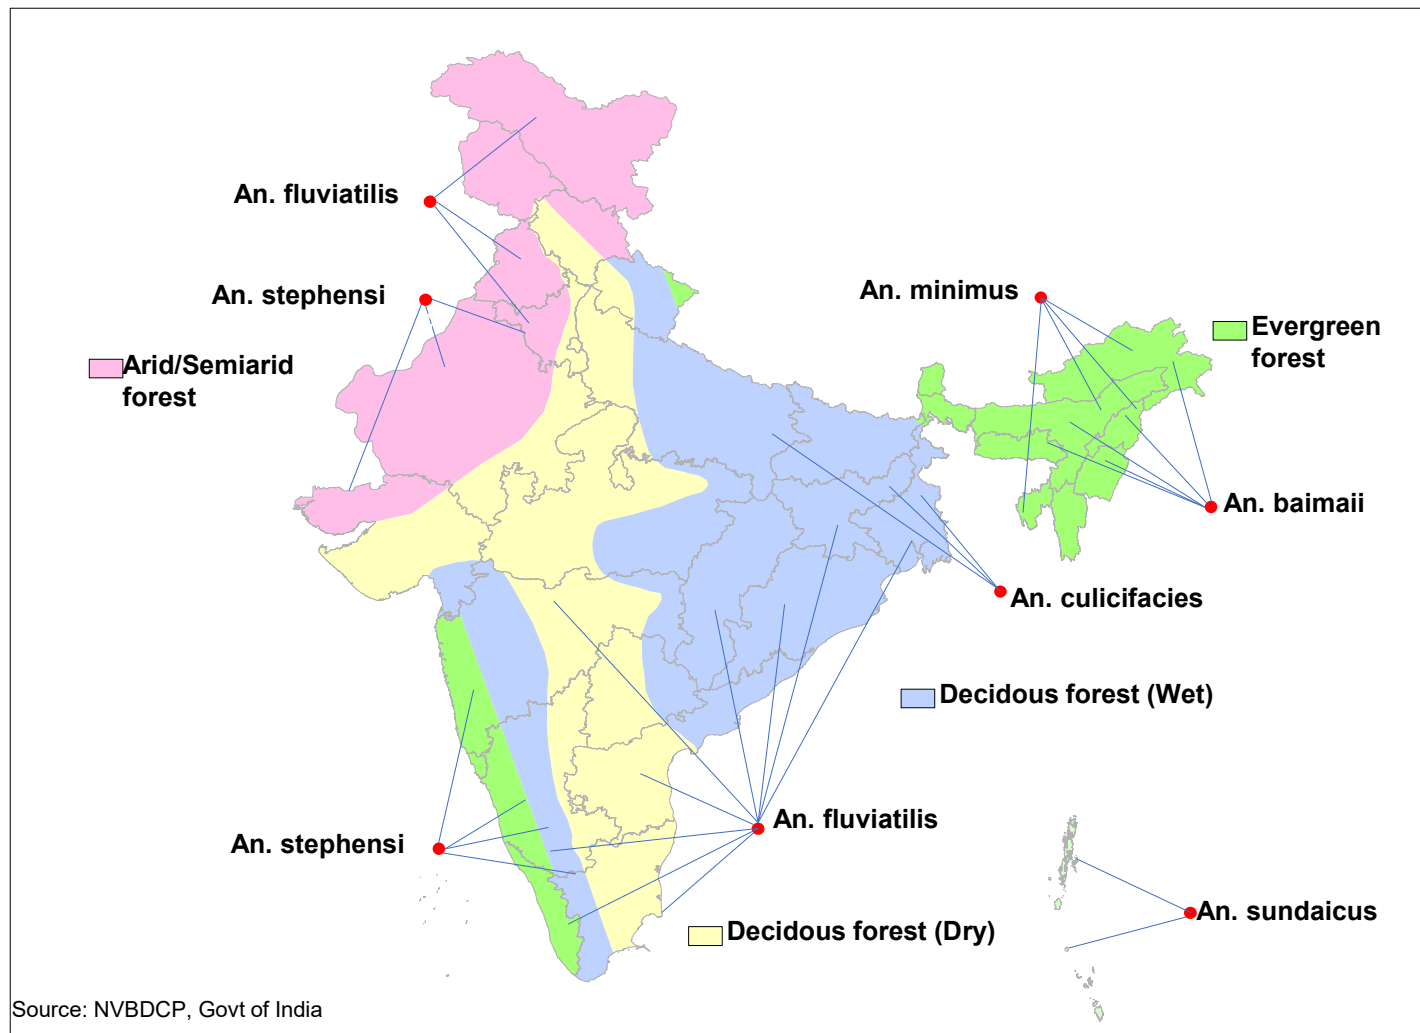 An. fluviatilis
An. stephensi
An. minimus
Evergreen
forest
Arid/Semiarid
forest
An. baimaii
An. culicifacies
Decidous forest (Wet)
An. fluviatilis
An. stephensi
An. sundaicus
Decidous forest (Dry)
Source: NVBDCP, Govt of India